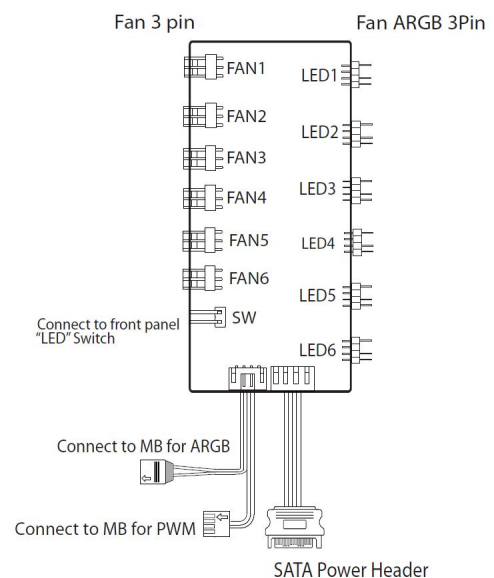 Fan 3 pin
Fan ARGB 3Pin
FAN1
LED1
FAN2
LED2
FAN3
LED3
FAN4
LED4
FAN5
FAN6
LED5
SW
Connect to front panel
“LED” Switch
LED6
Connect to MB for ARGB
Connect to MB for PWM
SATA Power Header